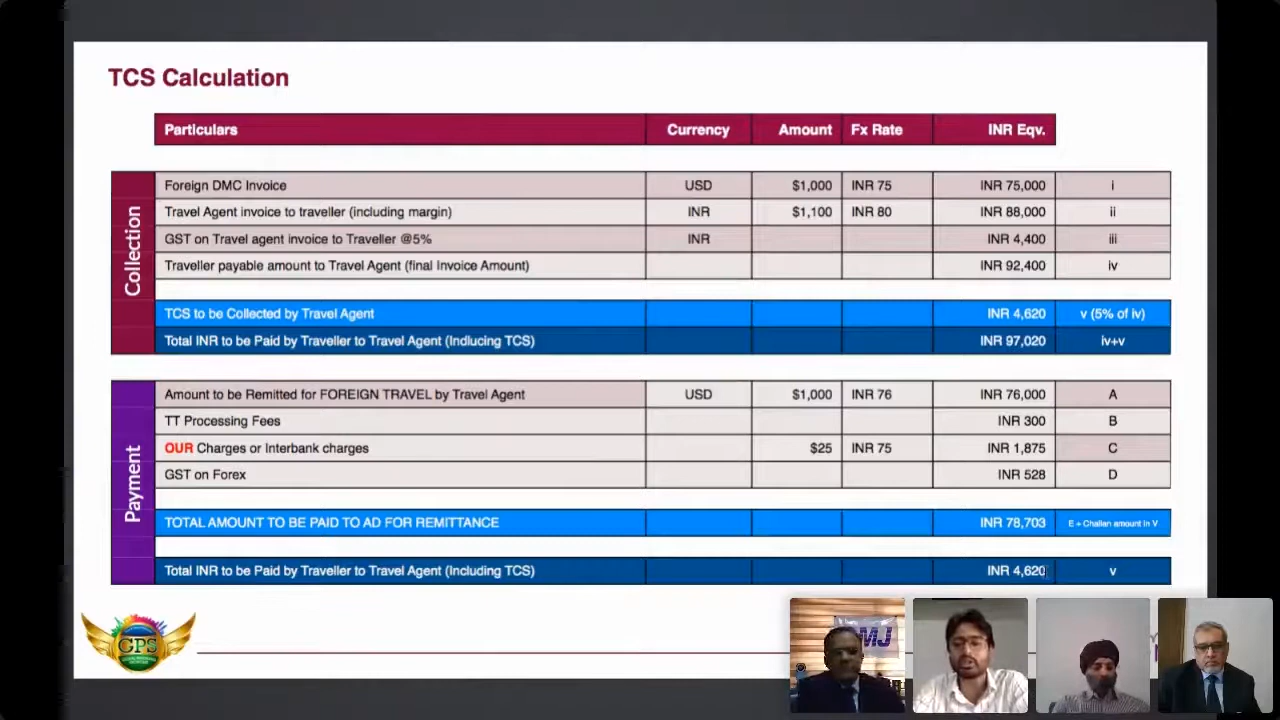 TCS Calculation
Particulars Currency Amount Fx Rate INR Eqv.
Collection
Foreign DMC Invoice USD $1,000 INR 75 INR 75,000 i
Travel Agent invoice to traveller (including margin) INR $1,100 INR 80 INR 88,000 ii
GST on Travel agent invoice to Traveller @5% INR INR 4,400 iii
Traveller payable amount to Travel Agent (final Invoice Amount) INR 92,400 iv
TCS to be Collected by Travel Agent INR 4,620 v (5% of iv)
Total INR to be Paid by Traveller to Travel Agent (Indlucing TCS) INR 97,020 iv+v
Payment
Amount to be Remitted for FOREIGN TRAVEL by Travel Agent USD $1,000 INR 76 INR 76,000 A
TT Processing Fees INR 300 B
OUR Charges or Interbank charges $25 INR 75 INR 1,875 C
GST on Forex INR 528 D
TOTAL AMOUNT TO BE PAID TO AD FOR REMITTANCE INR 78,703 E + Challan amount in V
Total INR to be Paid by Traveller to Travel Agent (Including TCS) INR 4,620 v
GPS
MJ